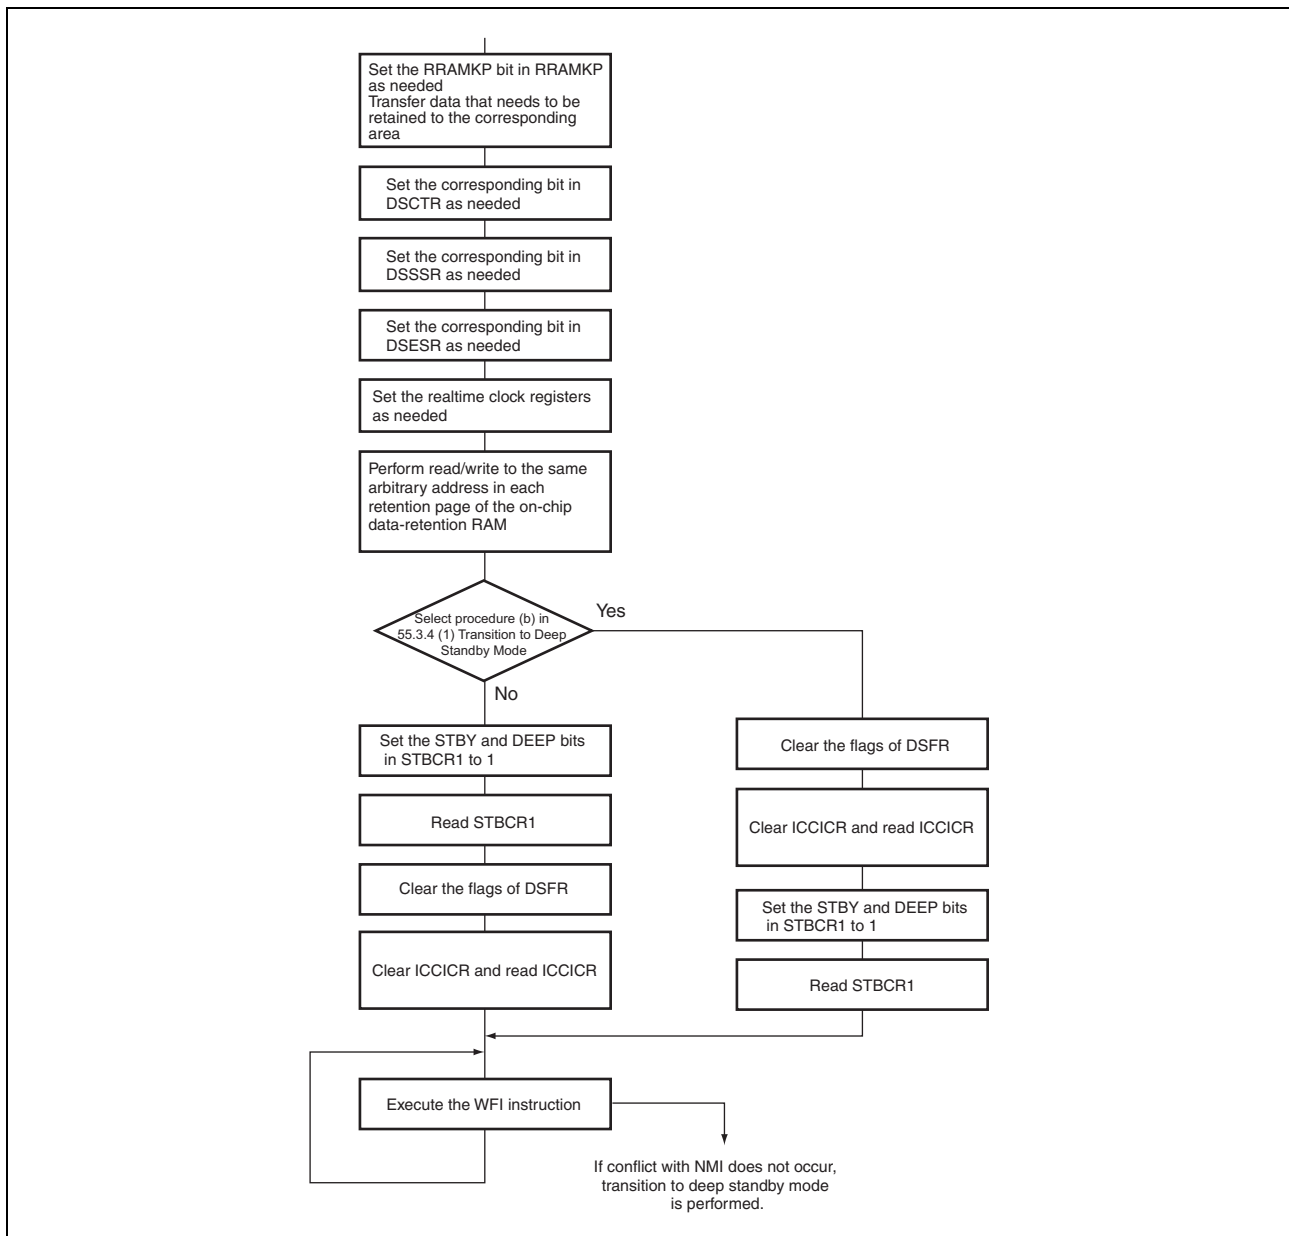 Set the RRAMKP bit in RRAMKP
as needed
Transfer data that needs to be
retained to the corresponding
area
Set the corresponding bit in
DSCTR as needed
Set the corresponding bit in
DSSSR as needed
Set the corresponding bit in
DSESR as needed
Set the realtime clock registers
as needed
Perform read/write to the same
arbitrary address in each
retention page of the on-chip
data-retention RAM
Select procedure (b) in
55.3.4 (1) Transition to Deep
Standby Mode
Yes
No
Set the STBY and DEEP bits
in STBCR1 to 1
Read STBCR1
Clear the flags of DSFR
Clear ICCICR and read ICCICR
Clear the flags of DSFR
Clear ICCICR and read ICCICR
Set the STBY and DEEP bits
in STBCR1 to 1
Read STBCR1
Execute the WFI instruction
If conflict with NMI does not occur,
transition to deep standby mode
is performed.